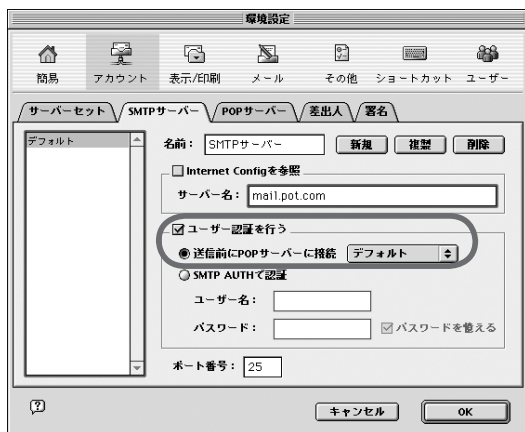 環境設定
簡易 アカウント 表示/印刷 メール その他 ショートカット ユーザー
サーバーセット SMTPサーバー POPサーバー 差出人 署名
デフォルト
名前： SMTPサーバー 新規 複製 削除
Internet Configを参照
サーバー名： mail.pot.com
ユーザー認証を行う
送信前にPOPサーバーに接続 デフォルト
SMTP AUTHで認証
ユーザー名：
パスワード： パスワードを覚える
ポート番号： 25
? キャンセル OK